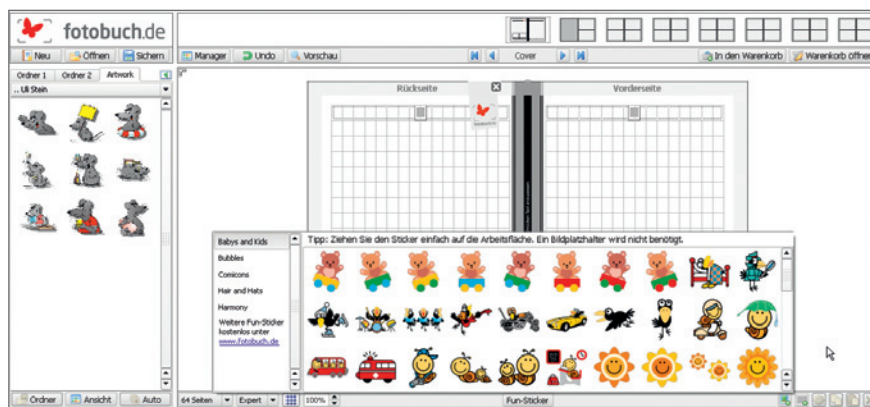 fotobuch.de
Neu Öffnen Sichern
Manager Undo Vorschau Cover In den Warenkorb Warenkorb öffnen
Ordner 1 Ordner 2 Artwork
.. Uli Stein
Rückseite Vorderseite
Babys and Kids
Bubbles
Comicons
Hair and Hats
Harmony
Weitere Fun-Sticker
kostenlos unter
www.fotobuch.de
Tipp: Ziehen Sie den Sticker einfach auf die Arbeitsfläche. Ein Bildplatzhalter wird nicht benötigt.
Ordner Ansicht Auto
64 Seiten Expert 100% Fun-Sticker